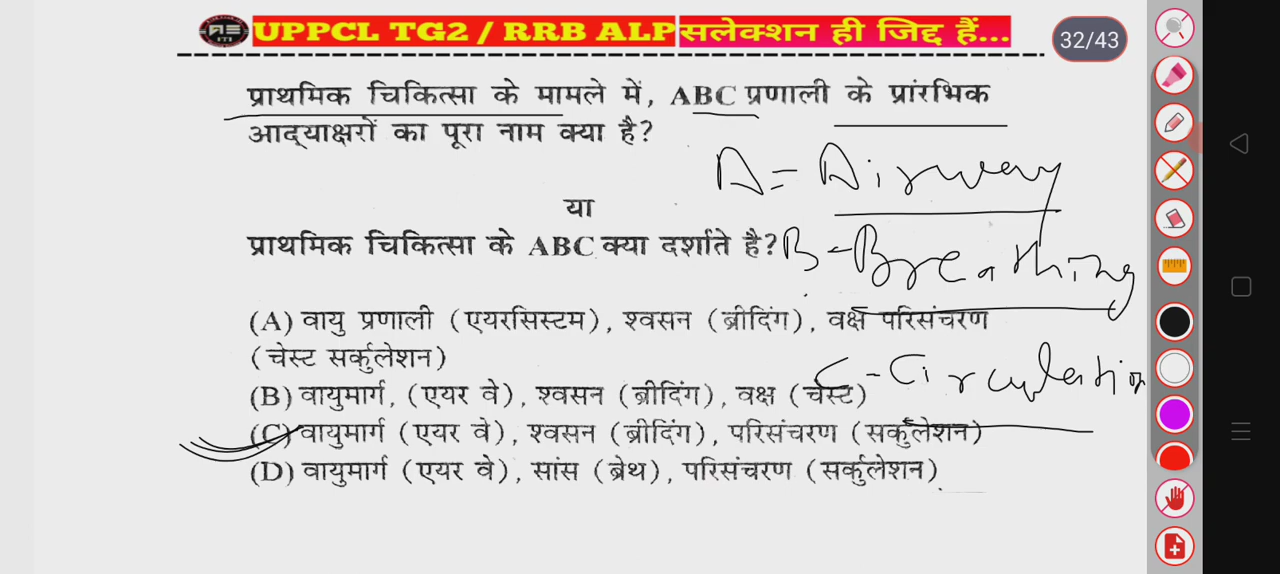 UPPCL TG2 / RRB ALP सलेक्शन ही जिद्द हैं...
32/43
प्राथमिक चिकित्सा के मामले में, ABC प्रणाली के प्रांरभिक
आद्याक्षरों का पूरा नाम क्या है?
A= Airway
या
प्राथमिक चिकित्सा के ABC क्या दर्शाते है?
B-Breathing
(A) वायु प्रणाली (एयरसिस्टम), श्वसन (ब्रीदिंग), वक्ष परिसंचरण
(चेस्ट सर्कुलेशन)
C-Circulation
(B) वायुमार्ग, (एयर वे), श्वसन (ब्रीदिंग), वक्ष (चेस्ट)
(C) वायुमार्ग (एयर वे), श्वसन (ब्रीदिंग), परिसंचरण (सर्कुलेशन)
(D) वायुमार्ग (एयर वे), सांस (ब्रेथ), परिसंचरण (सर्कुलेशन)